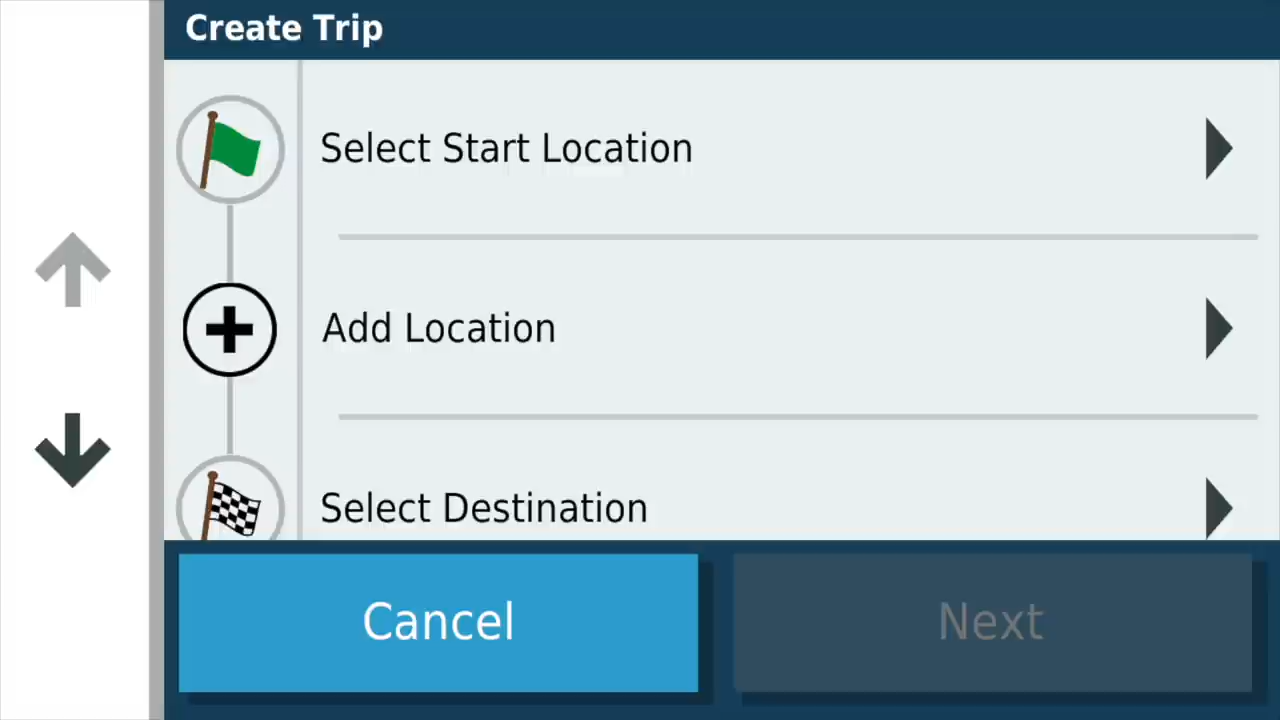 Create Trip
Select Start Location
Add Location
Select Destination
Cancel
Next